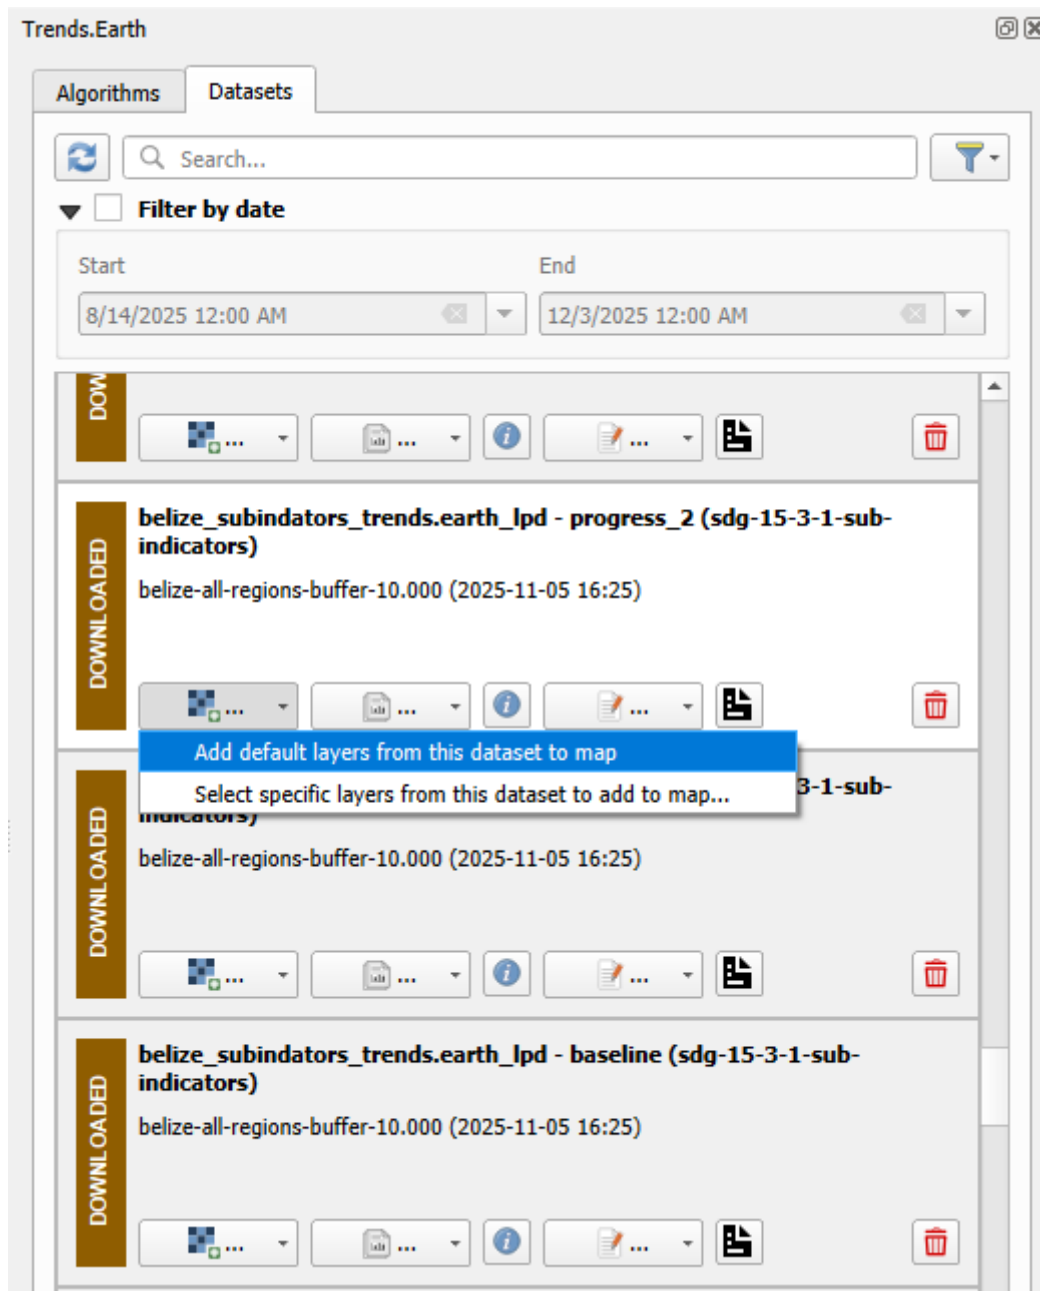 Trends.Earth
Algorithms
Datasets
Search...
Filter by date
Start
End
8/14/2025 12:00 AM
12/3/2025 12:00 AM
...
...
...
belize_subindators_trends.earth_lpd - progress_2 (sdg-15-3-1-sub-
indicators)
belize-all-regions-buffer-10.000 (2025-11-05 16:25)
DOWNLOADED
...
...
...
Add default layers from this dataset to map
Select specific layers from this dataset to add to map...
3-1-sub-
indicators)
belize-all-regions-buffer-10.000 (2025-11-05 16:25)
DOWNLOADED
...
...
...
belize_subindators_trends.earth_lpd - baseline (sdg-15-3-1-sub-
indicators)
belize-all-regions-buffer-10.000 (2025-11-05 16:25)
DOWNLOADED
...
...
...